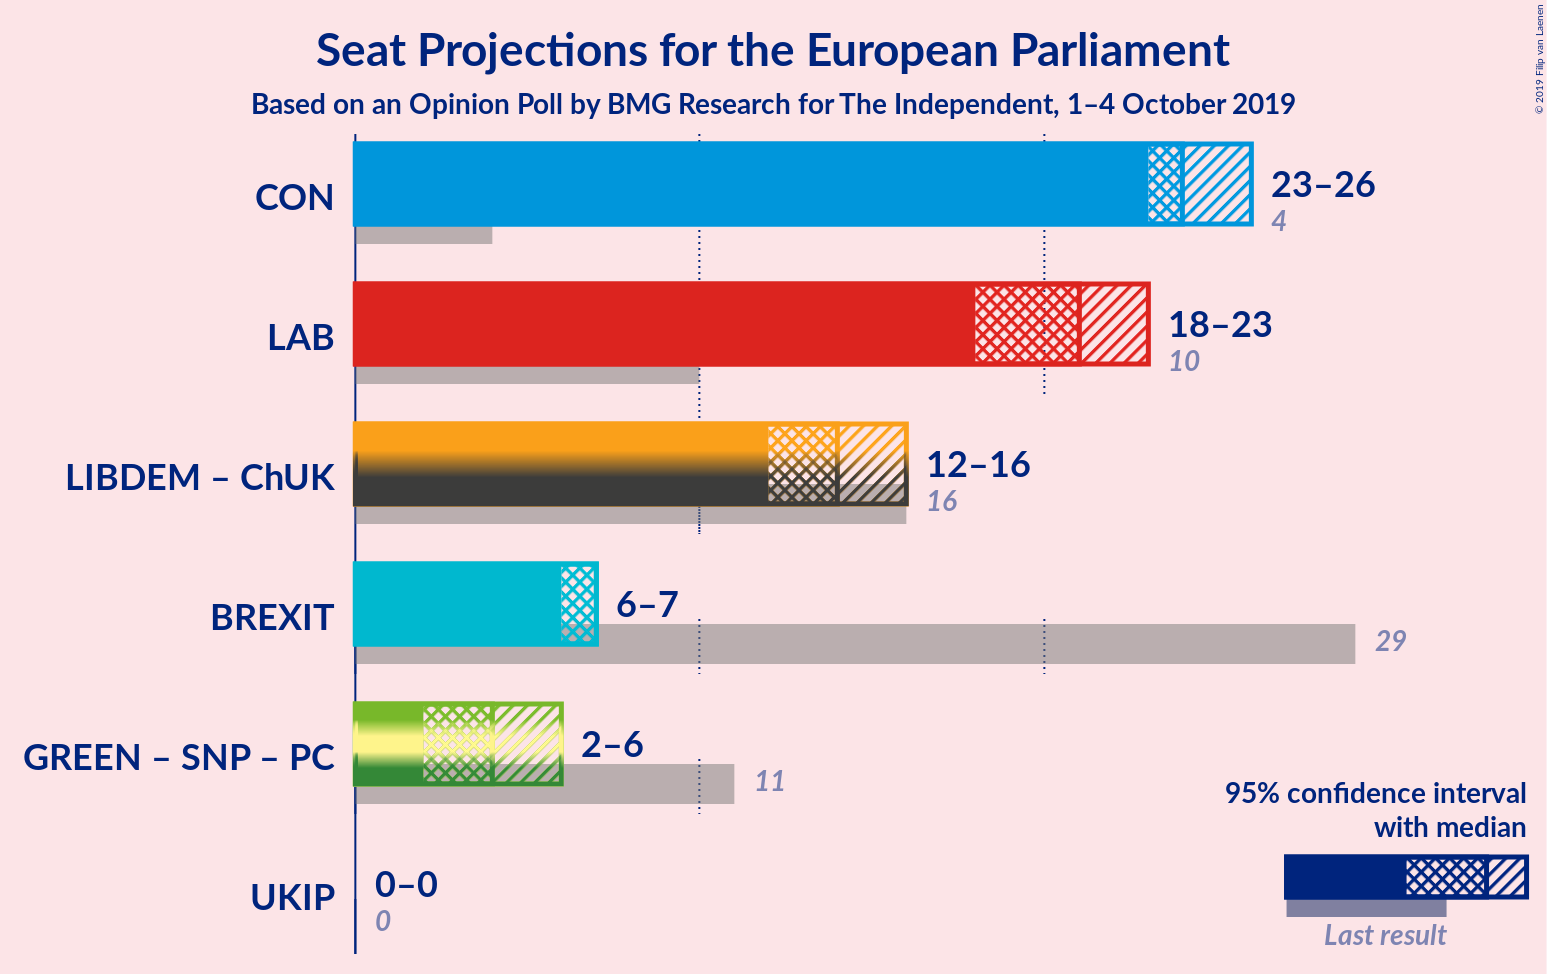 Seat Projections for the European Parliament
Based on an Opinion Poll by BMG Research for The Independent, 1–4 October 2019
© 2019 Filip van Laenen
CON
23–26
4
LAB
18–23
10
LIBDEM – ChUK
12–16
16
BREXIT
6–7
29
GREEN – SNP – PC
2–6
11
UKIP
0–0
0
95% confidence interval
with median
Last result